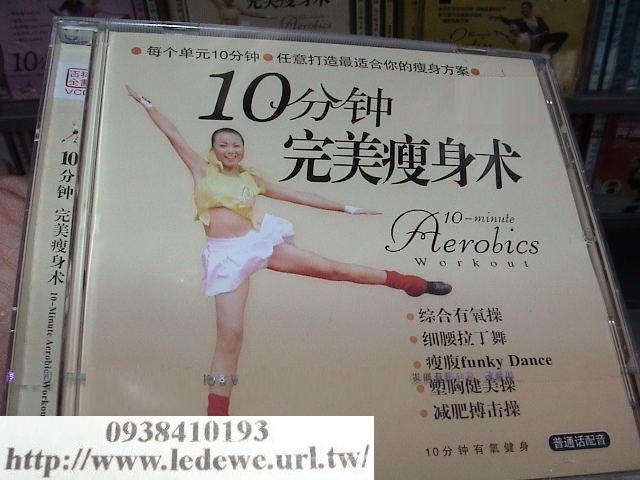 每个单元10分钟
任意打造最适合你的瘦身方案
10分钟
完美瘦身术
10-minute
Aerobics
Workout
综合有氧操
细腰拉丁舞
瘦腹funky Dance
塑胸健美操
减肥搏击操
10分钟有氧健身
普通话配音
百科
全書
VCD
10分钟 完美瘦身术
10-Minute Aerobics Workout
0938410193
http://www.ledewe.url.tw/